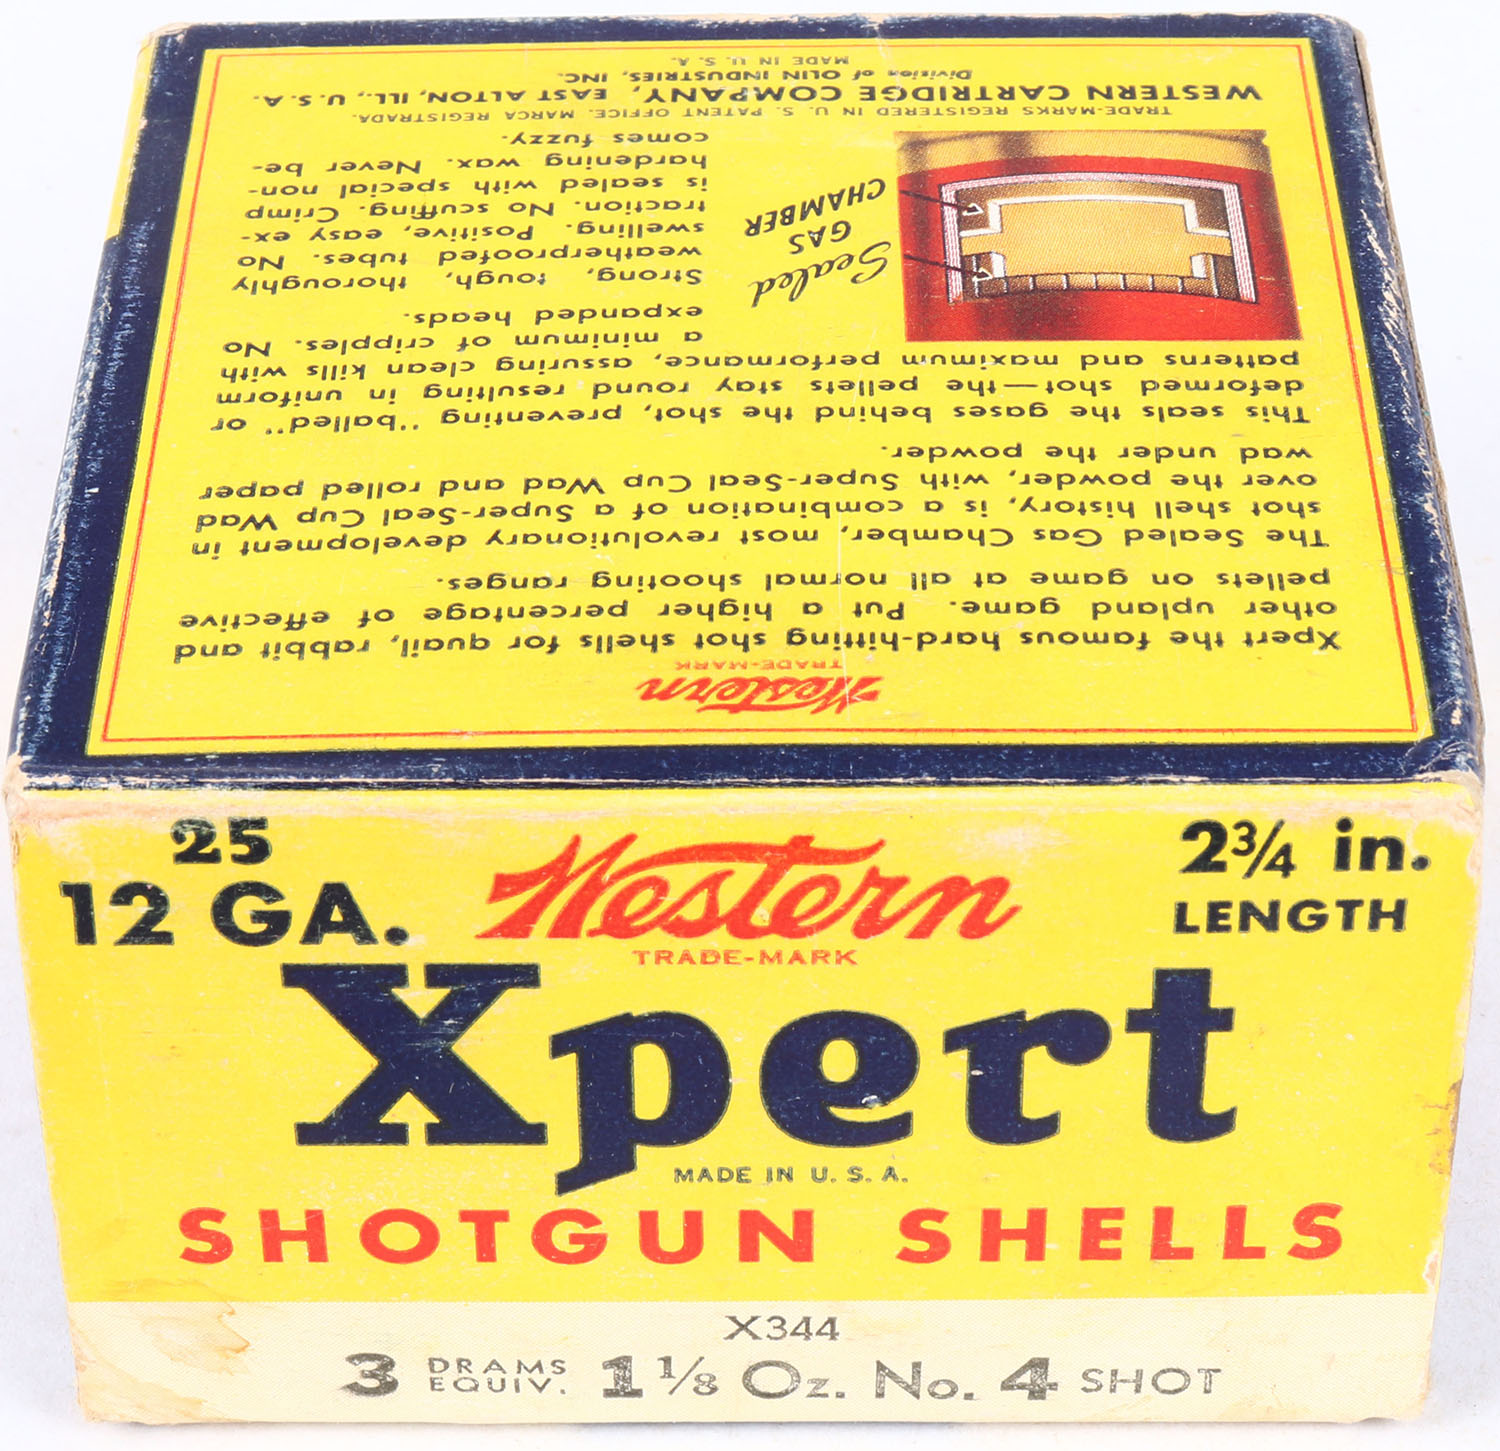 Western
TRADE-MARK
Xpert the famous hard-hitting shot shells for quail, rabbit and
other upland game. Put a higher percentage of effective
pellets on game at all normal shooting ranges.
The Sealed Gas Chamber, most revolutionary development in
shot shell history, is a combination of a Super-Seal Cup Wad
over the powder, with Super-Seal Cup Wad and rolled paper
wad under the powder.
This seals the gases behind the shot, preventing "balled" or
deformed shot—the pellets stay round resulting in uniform
patterns and maximum performance, assuring clean kills with
a minimum of cripples. No
expanded heads.
Strong, tough, thoroughly
weatherproofed tubes. No
swelling. Positive, easy ex-
traction. No scuffing. Crimp
is sealed with special non-
hardening wax. Never be-
comes fuzzy.
Sealed
GAS
CHAMBER
TRADE-MARKS REGISTERED IN U. S. PATENT OFFICE. MARCA REGISTRADA.
WESTERN CARTRIDGE COMPANY, EAST ALTON, ILL., U. S. A.
Division of OLIN INDUSTRIES, INC.
MADE IN U. S. A
25
12 GA.
Western
TRADE-MARK
2¾ in.
LENGTH
Xpert
MADE IN U. S. A.
SHOTGUN SHELLS
X344
3 DRAMS EQUIV. 1⅛ Oz. No. 4 SHOT